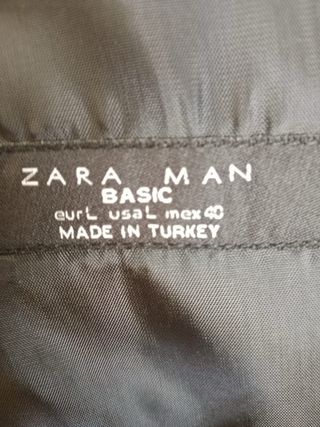 ZARA MAN
BASIC
eur L usa L mex 40
MADE IN TURKEY